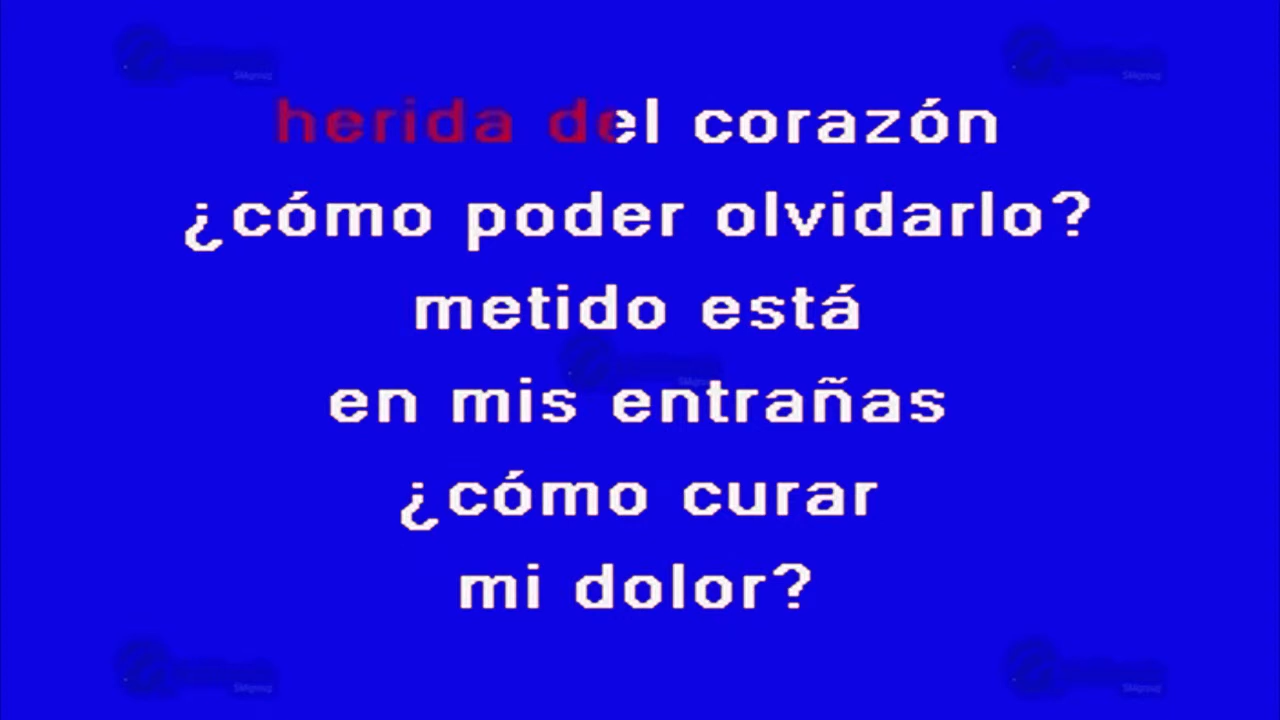 herida del corazón
¿cómo poder olvidarlo?
metido está
en mis entrañas
¿cómo curar
mi dolor?